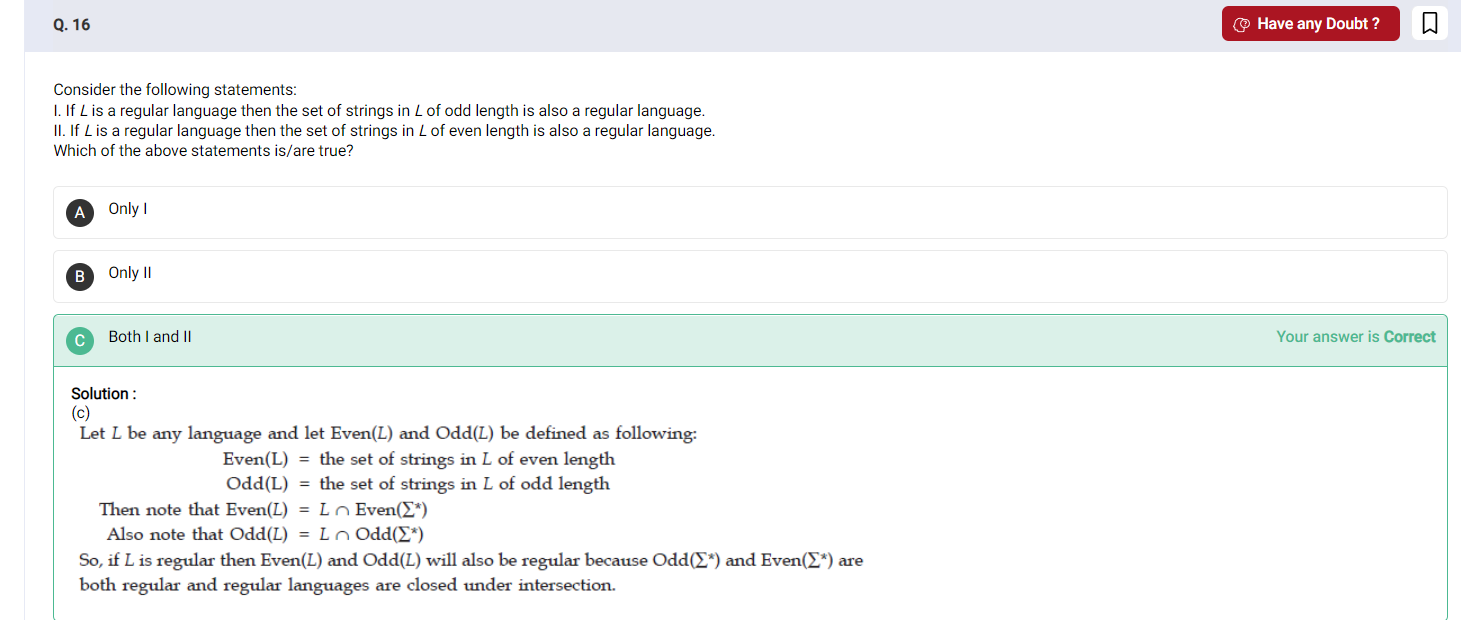 Q. 16
Have any Doubt ?
Consider the following statements:
I. If L is a regular language then the set of strings in L of odd length is also a regular language.
II. If L is a regular language then the set of strings in L of even length is also a regular language.
Which of the above statements is/are true?
A Only I
B Only II
C Both I and II
Your answer is Correct
Solution :
(c)
Let L be any language and let Even(L) and Odd(L) be defined as following:
Even(L) = the set of strings in L of even length
Odd(L) = the set of strings in L of odd length
Then note that Even(L) = L ∩ Even(Σ*)
Also note that Odd(L) = L ∩ Odd(Σ*)
So, if L is regular then Even(L) and Odd(L) will also be regular because Odd(Σ*) and Even(Σ*) are
both regular and regular languages are closed under intersection.